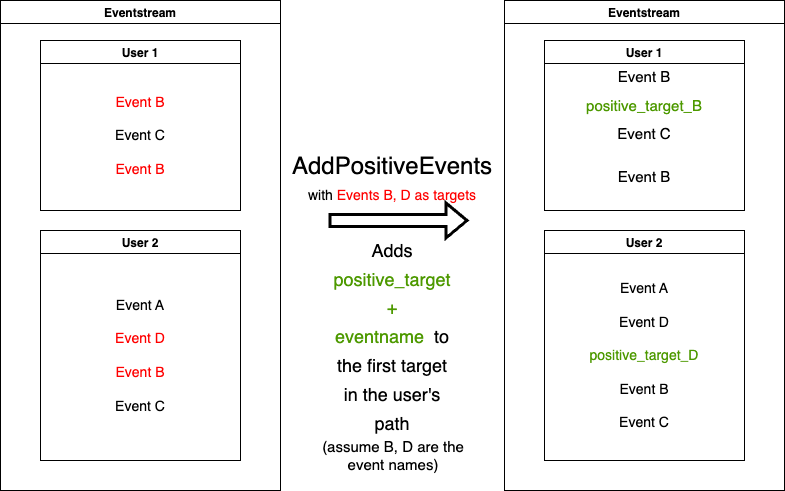 Eventstream
User 1
Event B
Event C
Event B
User 2
Event A
Event D
Event B
Event C
AddPositiveEvents
with Events B, D as targets
Adds
positive_target
+
eventname to
the first target
in the user's
path
(assume B, D are the
event names)
Eventstream
User 1
Event B
positive_target_B
Event C
Event B
User 2
Event A
Event D
positive_target_D
Event B
Event C